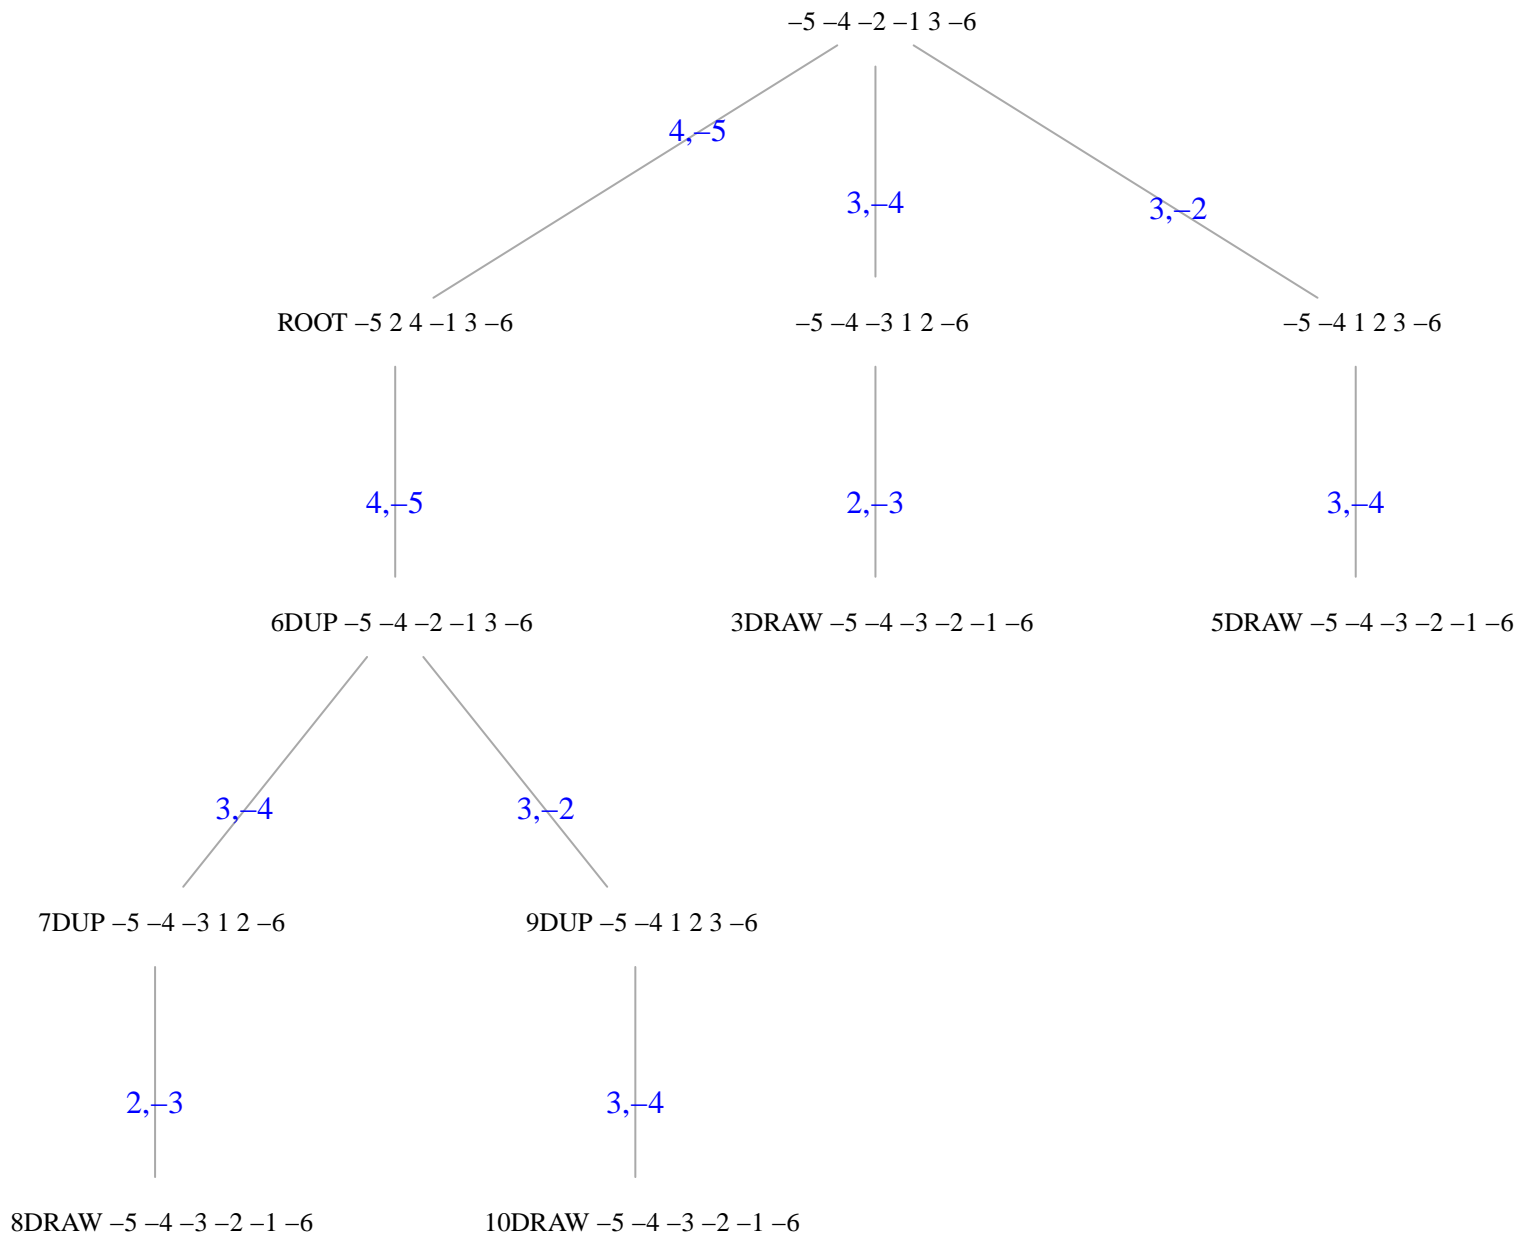 –5 –4 –2 –1 3 –6
4,–5
3,–4
3,–2
ROOT –5 2 4 –1 3 –6
–5 –4 –3 1 2 –6
–5 –4 1 2 3 –6
4,–5
2,–3
3,–4
6DUP –5 –4 –2 –1 3 –6
3DRAW –5 –4 –3 –2 –1 –6
5DRAW –5 –4 –3 –2 –1 –6
3,–4
3,–2
7DUP –5 –4 –3 1 2 –6
9DUP –5 –4 1 2 3 –6
2,–3
3,–4
8DRAW –5 –4 –3 –2 –1 –6
10DRAW –5 –4 –3 –2 –1 –6